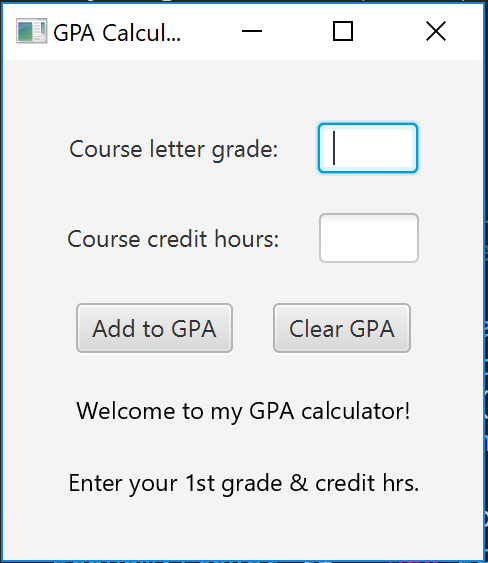 GPA Calcul...
Course letter grade:
Course credit hours:
Add to GPA Clear GPA
Welcome to my GPA calculator!
Enter your 1st grade & credit hrs.